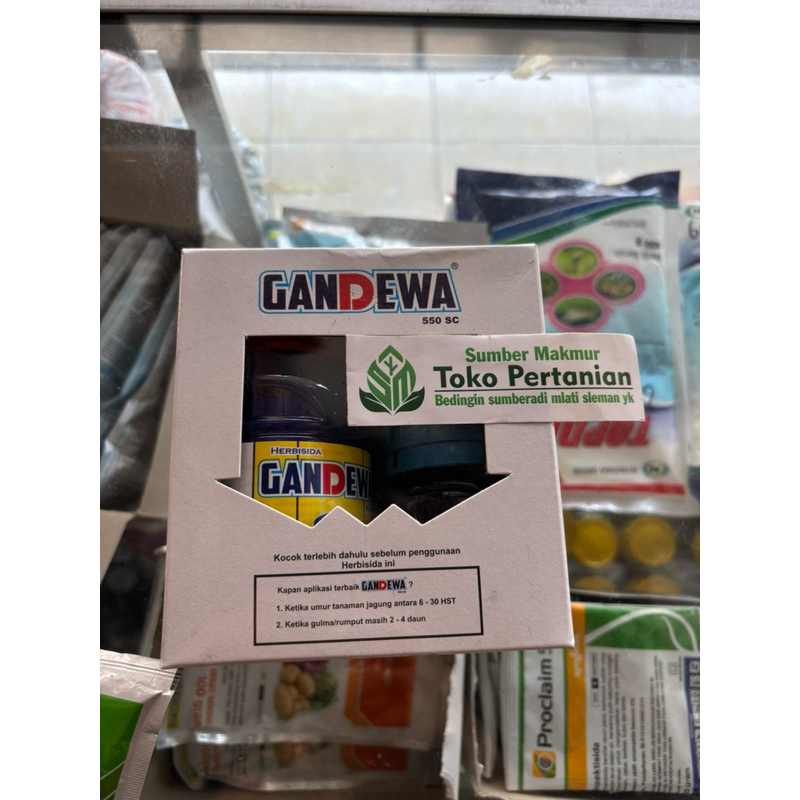 GANDEWA®
550 SC
Sumber Makmur
Toko Pertanian
Bedingin sumberadi mlati sleman yk
HERBISIDA
GANDEW
Kocok terlebih dahulu sebelum penggunaan
Herbisida ini
Kapan aplikasi terbaik GANDEWA ?
1. Ketika umur tanaman jagung antara 6 - 30 HST
2. Ketika gulma/rumput masih 2 - 4 daun
Proclaim